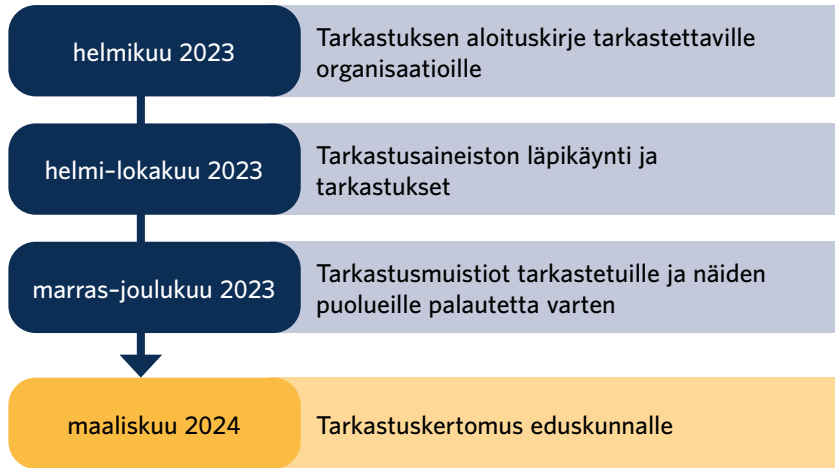 helmikuu 2023
Tarkastuksen aloituskirje tarkastettaville
organisaatioille
helmi–lokakuu 2023
Tarkastusaineiston läpikäynti ja
tarkastukset
marras–joulukuu 2023
Tarkastusmuistiot tarkastetuille ja näiden
puolueille palautetta varten
maaliskuu 2024
Tarkastuskertomus eduskunnalle